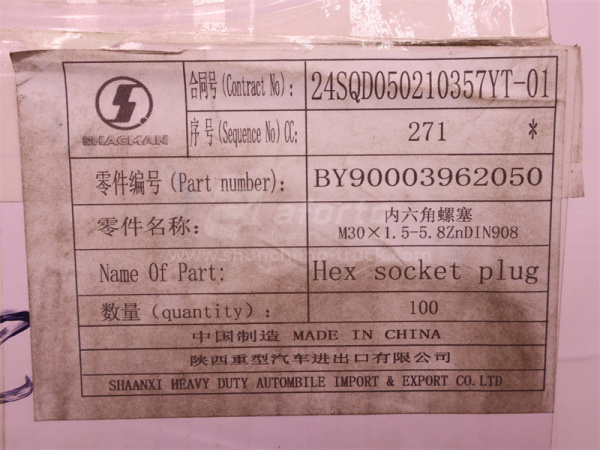 合同号(Contract No): 24SQD050210357YT-01
SHACMAN
序号(Sequence No)CC: 271 *
零件编号(Part number): BY90003962050
零件名称: 内六角螺塞
M30×1.5-5.8ZnDIN908
Name Of Part: Hex socket plug
数量(quantity): 100
中国制造 MADE IN CHINA
陕西重型汽车进出口有限公司
SHAANXI HEAVY DUTY AUTOMBILE IMPORT & EXPORT CO.LTD